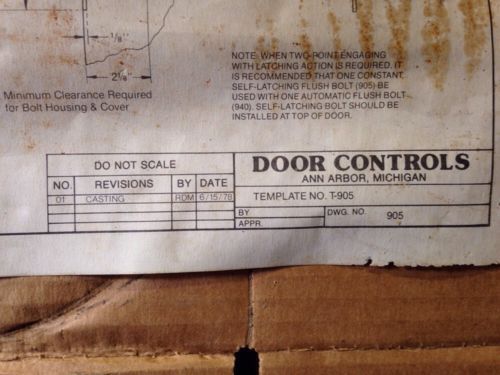 1/8"
2 1/8"
Minimum Clearance Required
for Bolt Housing & Cover
NOTE: WHEN TWO-POINT ENGAGING
WITH LATCHING ACTION IS REQUIRED. IT
IS RECOMMENDED THAT ONE CONSTANT,
SELF-LATCHING FLUSH BOLT (905) BE
USED WITH ONE AUTOMATIC FLUSH BOLT
(940). SELF-LATCHING BOLT SHOULD BE
INSTALLED AT TOP OF DOOR.
DO NOT SCALE
NO. REVISIONS BY DATE
01 CASTING RDM 6/15/78
DOOR CONTROLS
ANN ARBOR, MICHIGAN
TEMPLATE NO. T-905
BY
APPR.
DWG. NO. 905